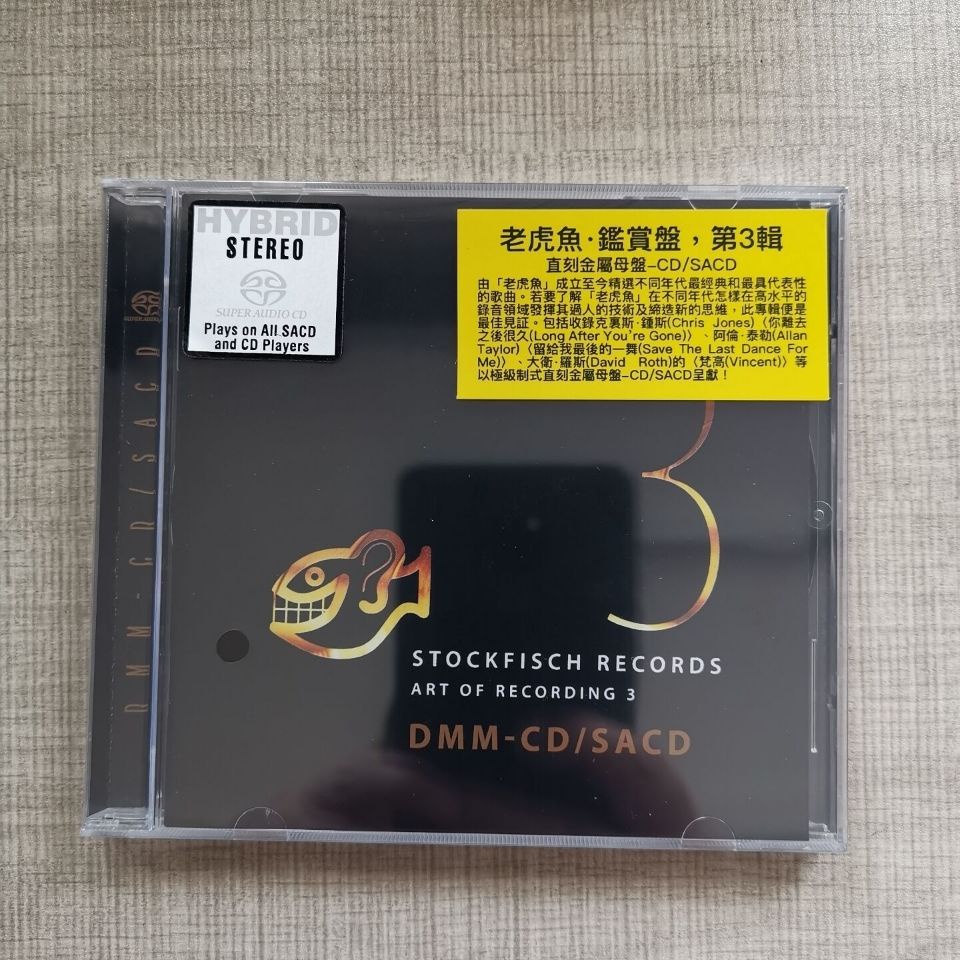 HYBRID
STEREO
SUPER AUDIO CD
Plays on All SACD
and CD Players
老虎魚·鑑賞盤，第3輯
直刻金屬母盤–CD/SACD
由「老虎魚」成立至今精選不同年代最經典和最具代表性
的歌曲。若要了解「老虎魚」在不同年代怎樣在高水平的
錄音領域發揮其過人的技術及締造新的思維，此專輯便是
最佳見証。包括收錄克裏斯·鍾斯(Chris Jones)〈你離去
之後很久(Long After You're Gone)〉、阿倫·泰勒(Allan
Taylor)〈留給我最後的一舞(Save The Last Dance For
Me)〉、大衛·羅斯(David Roth)的〈梵高(Vincent)〉等
以極級制式直刻金屬母盤–CD/SACD呈獻！
SUPER AUDIO CD
DMM-CD/SACD
3
STOCKFISCH RECORDS
ART OF RECORDING 3
DMM-CD/SACD